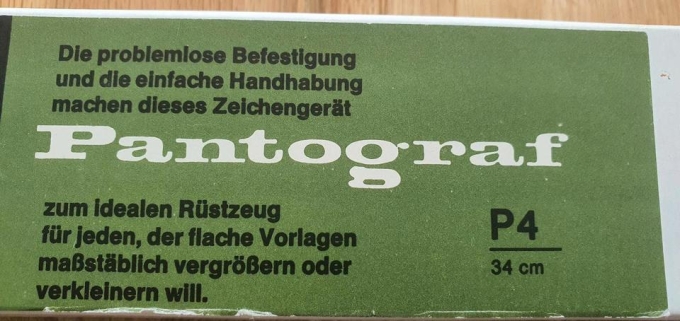 Die problemlose Befestigung
und die einfache Handhabung
machen dieses Zeichengerät
Pantograf
zum idealen Rüstzeug
für jeden, der flache Vorlagen
maßstäblich vergrößern oder
verkleinern will.
P4
34 cm